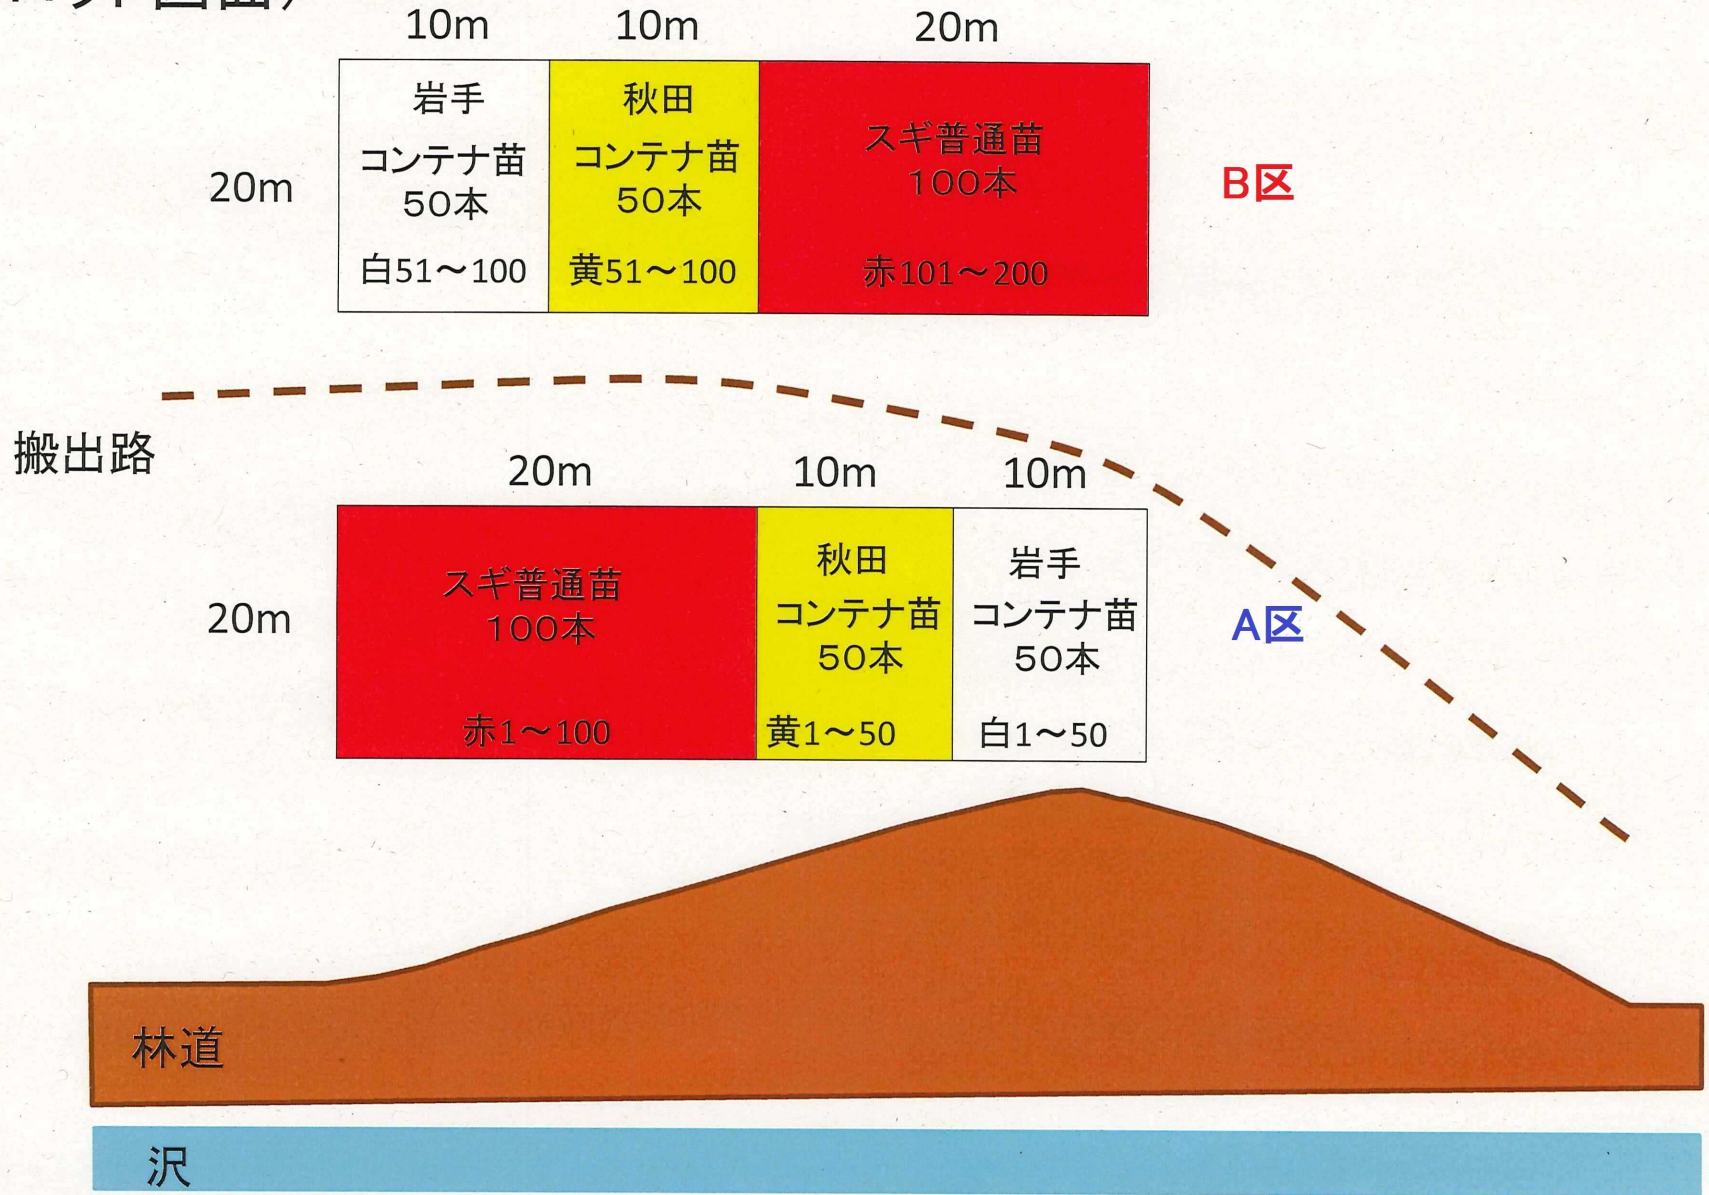 10m 10m 20m
岩手
コンテナ苗
50本
白51~100
秋田
コンテナ苗
50本
黄51~100
スギ普通苗
100本
赤101~200
20m
B区
搬出路
20m 10m 10m
スギ普通苗
100本
赤1~100
秋田
コンテナ苗
50本
黄1~50
岩手
コンテナ苗
50本
白1~50
20m
A区
林道
沢